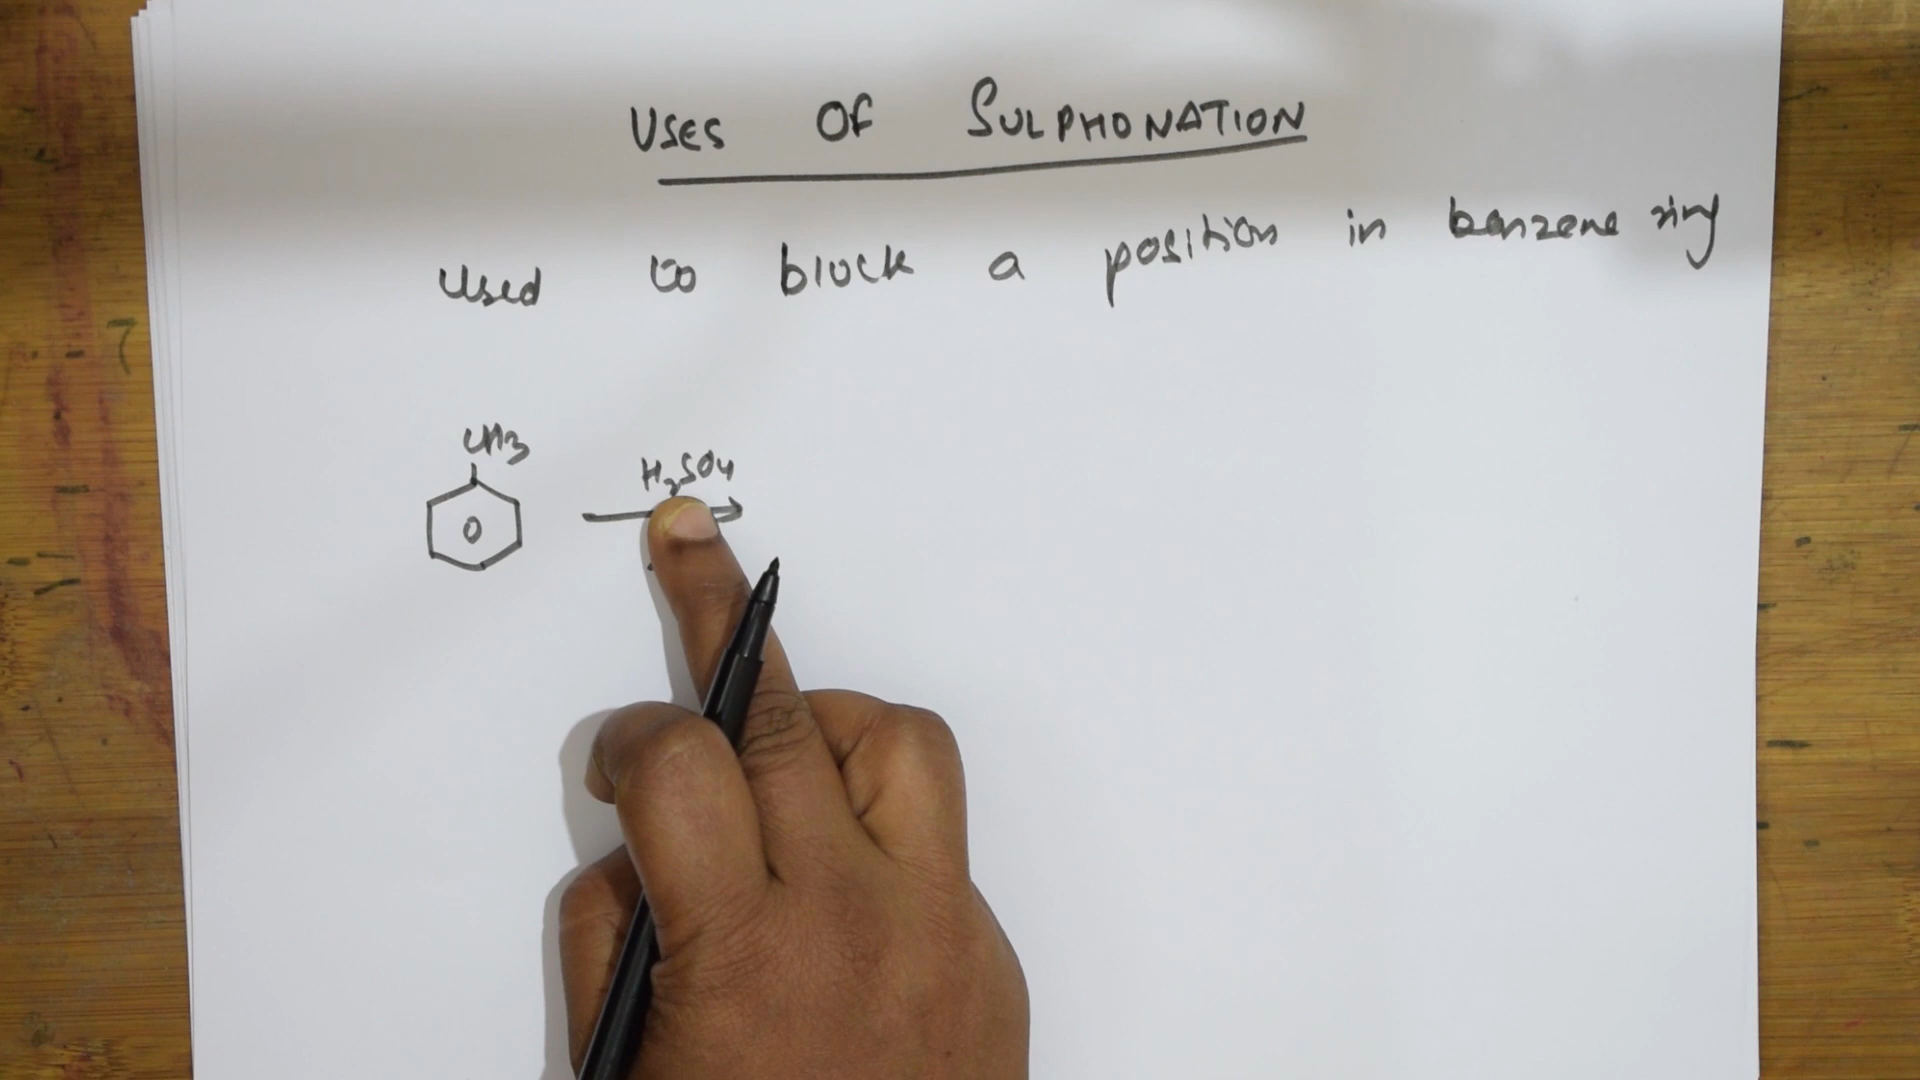 USES OF SULPHONATION
Used to block a position in benzene ring
CH3
H2SO4